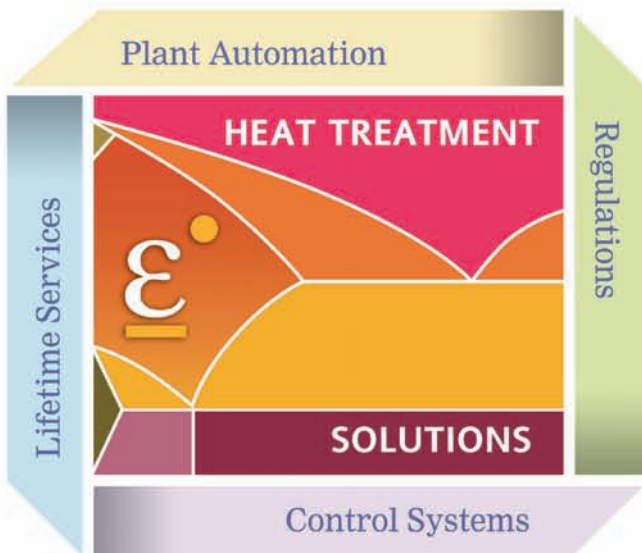 Plant Automation
HEAT TREATMENT
Regulations
Lifetime Services
ε
SOLUTIONS
Control Systems